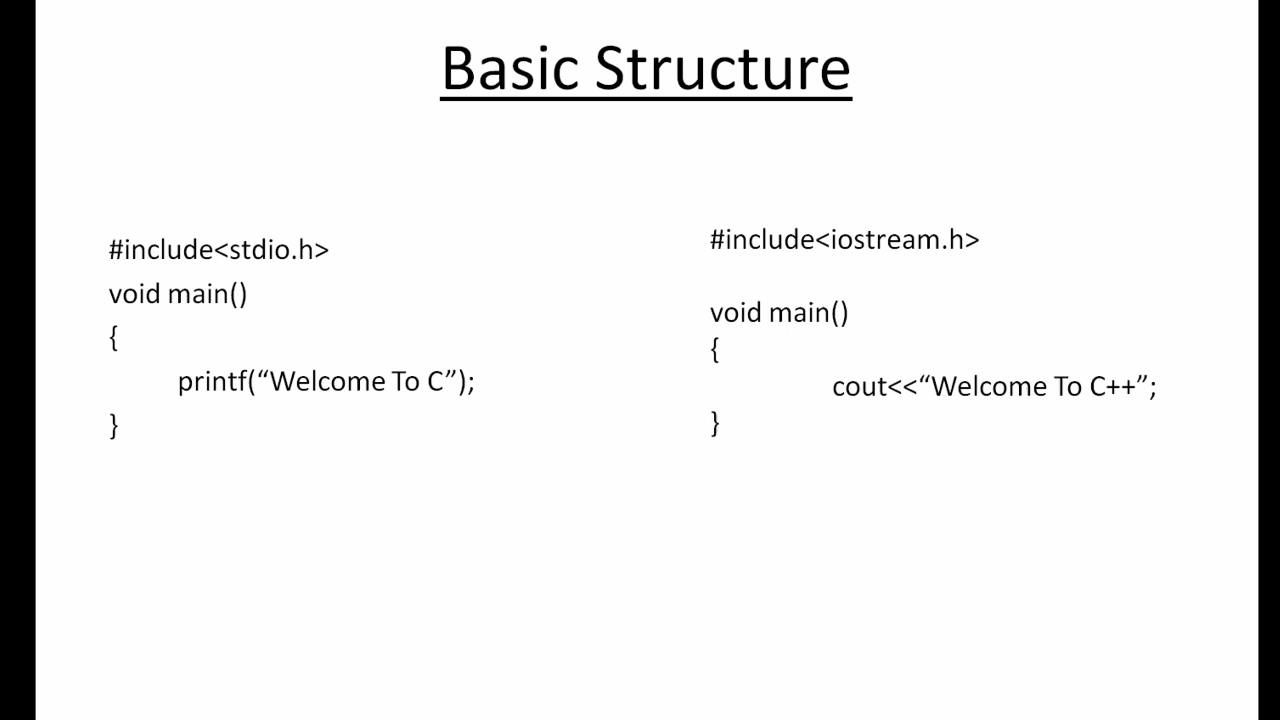 Basic Structure
#include<stdio.h>
void main()
{
printf(“Welcome To C”);
}
#include<iostream.h>
void main()
{
cout<<“Welcome To C++”;
}